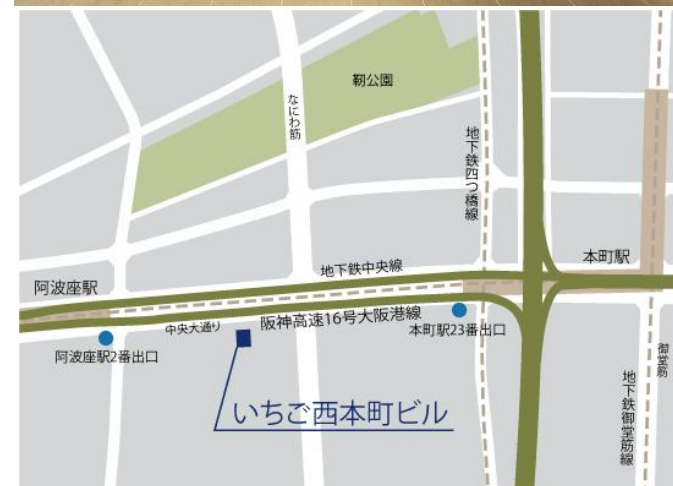 靭公園
なにわ筋
地下鉄四つ橋線
本町駅
地下鉄中央線
阿波座駅
中央大通り
阪神高速16号大阪港線
本町駅23番出口
阿波座駅2番出口
御堂筋
地下鉄御堂筋線
いちご西本町ビル